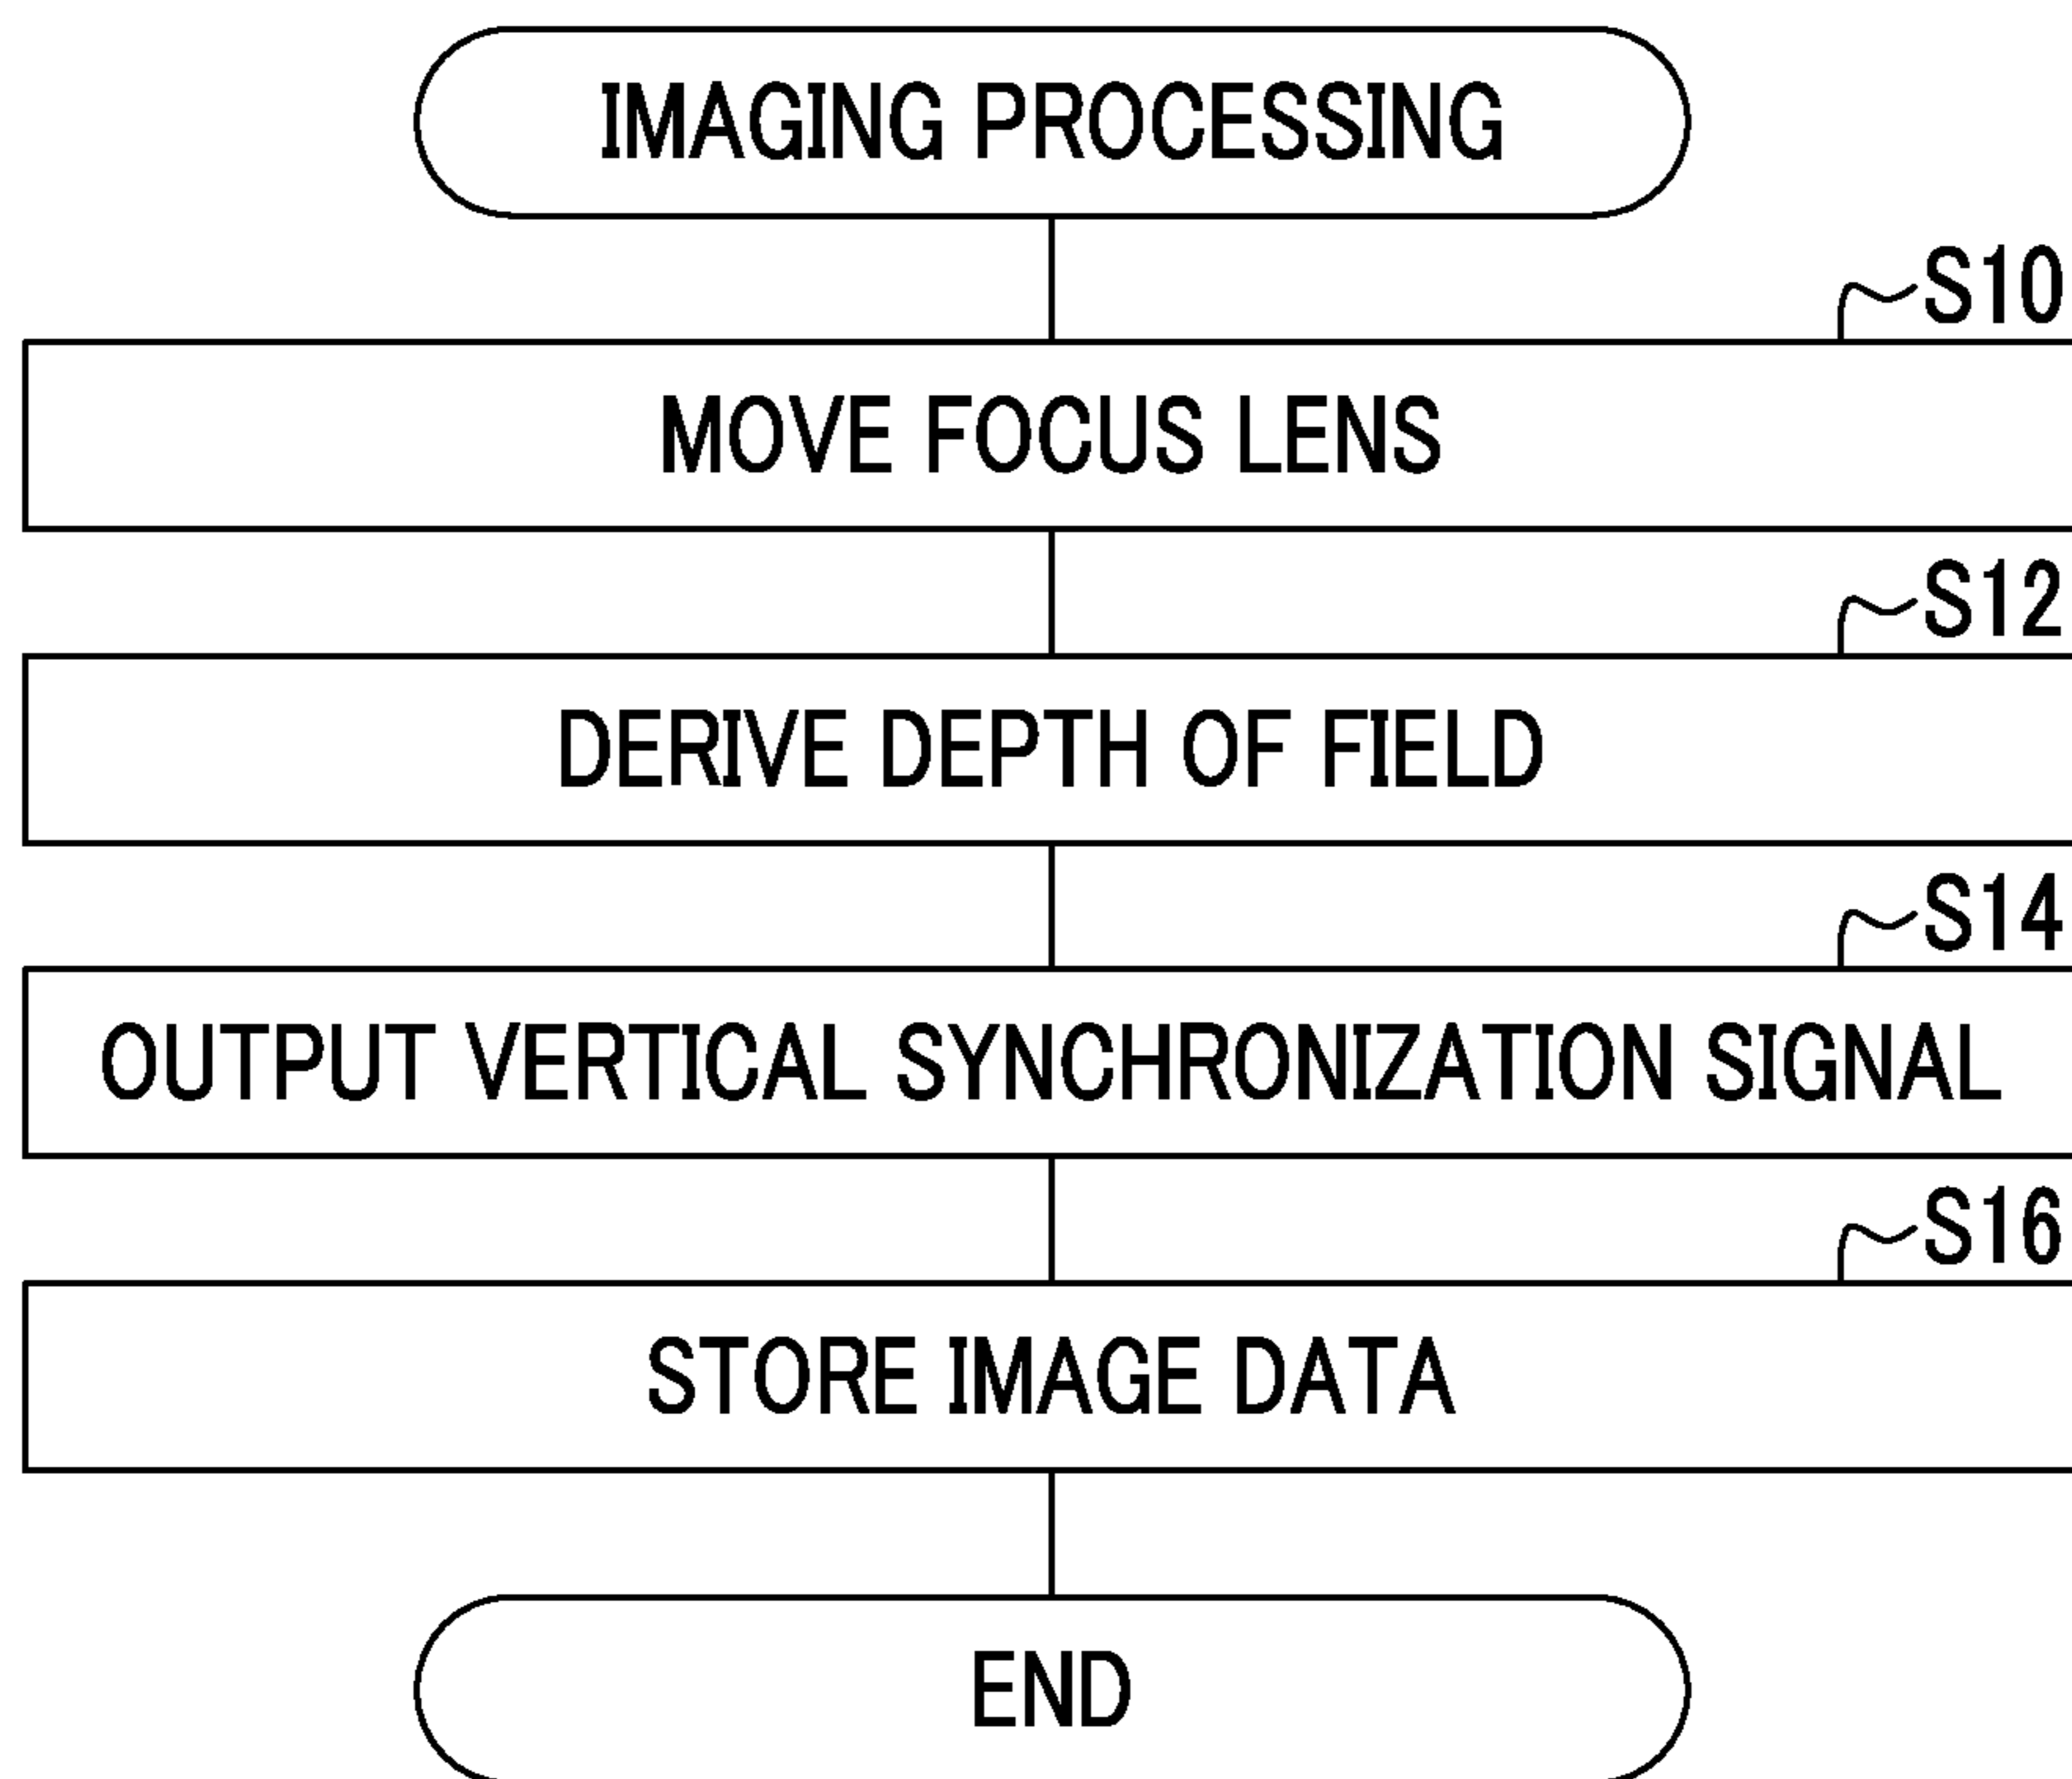 IMAGING PROCESSING
S10
MOVE FOCUS LENS
S12
DERIVE DEPTH OF FIELD
S14
OUTPUT VERTICAL SYNCHRONIZATION SIGNAL
S16
STORE IMAGE DATA
END